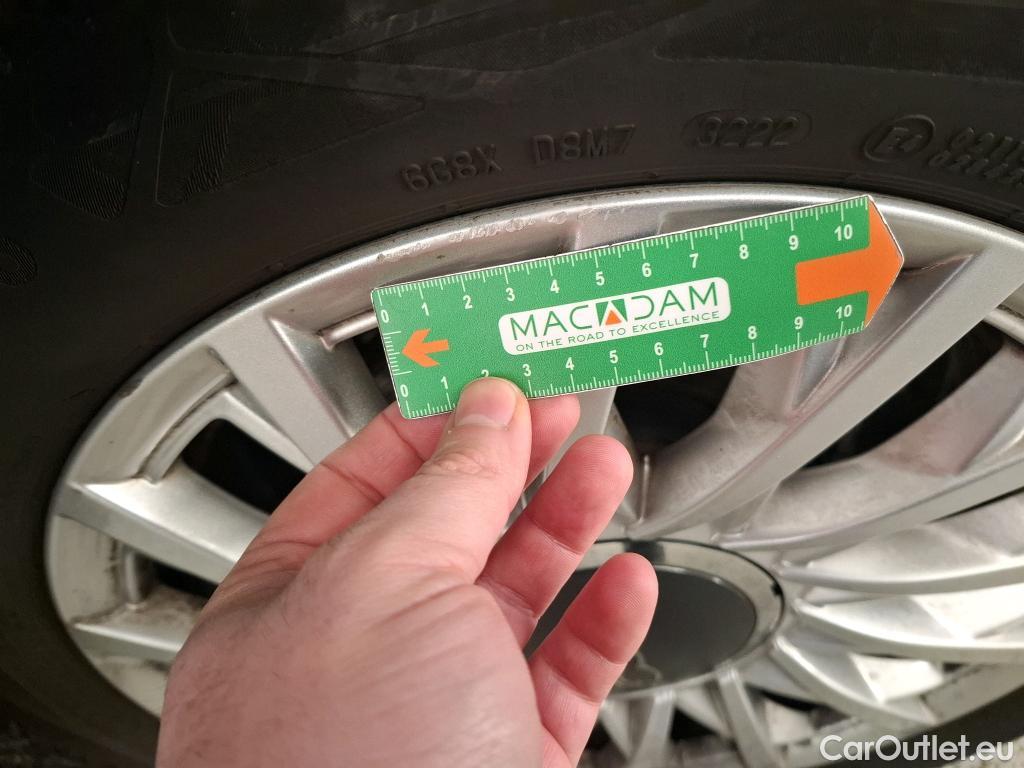 6G8X D8M7 3222
0 1 2 3 4 5 6 7 8 9 10
MACADAM
ON THE ROAD TO EXCELLENCE
0 1 2 3 4 5 6 7 8 9 10
CarOutlet.eu